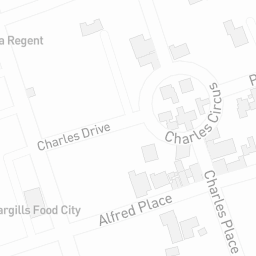 a Regent
Charles Circus
Charles Drive
Charles Place
argills Food City
Alfred Place